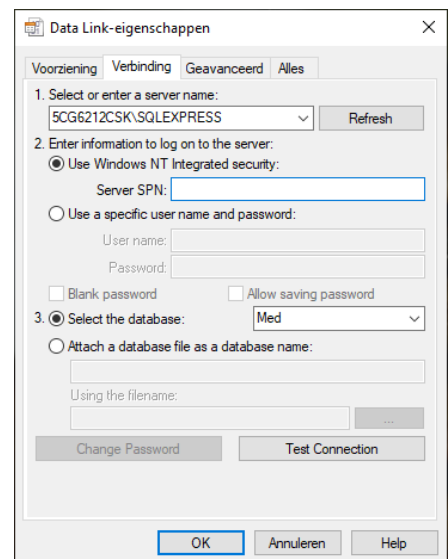 Data Link-eigenschappen
Voorziening Verbinding Geavanceerd Alles
1. Select or enter a server name:
5CG6212CSK\SQLEXPRESS Refresh
2. Enter information to log on to the server:
Use Windows NT Integrated security:
Server SPN:
Use a specific user name and password:
User name:
Password:
Blank password Allow saving password
3. Select the database: Med
Attach a database file as a database name:
Using the filename:
...
Change Password Test Connection
OK Annuleren Help